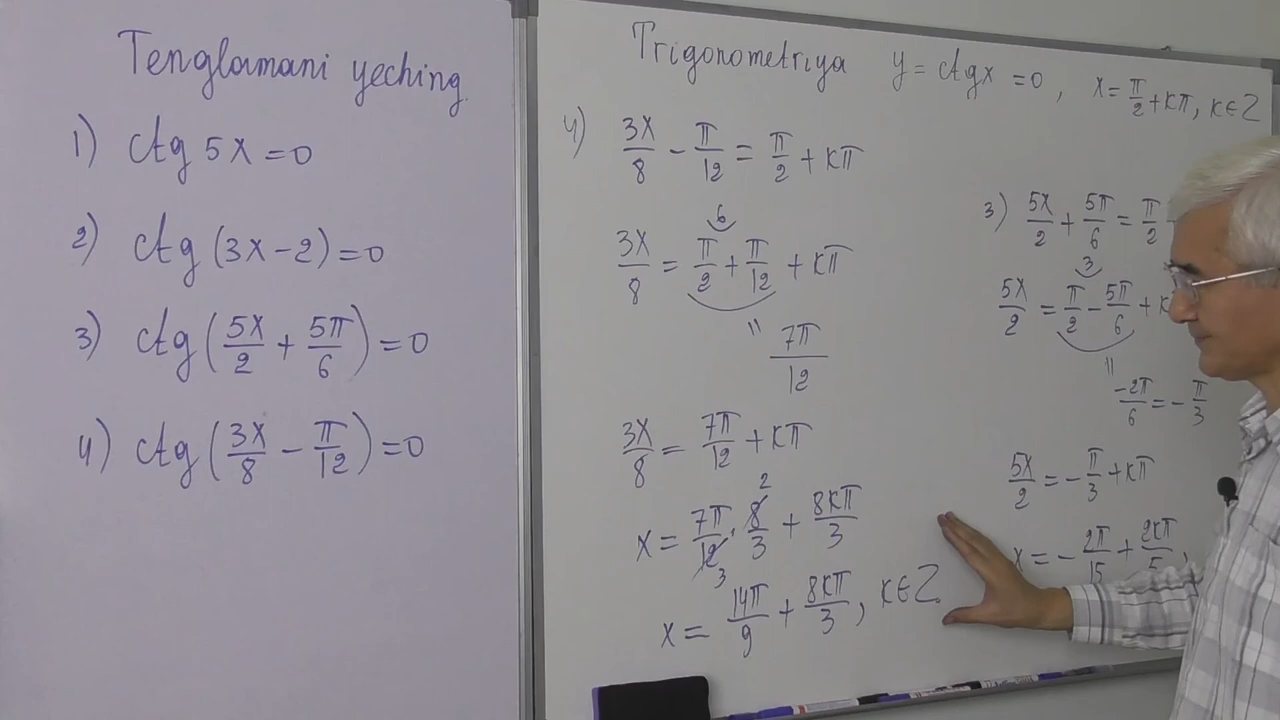 Tenglamani yeching
1) ctg 5x = 0
2) ctg (3x - 2) = 0
3) ctg (5x/2 + 5π/6) = 0
4) ctg (3x/8 - π/12) = 0
Trigonometriya y = ctgx = 0, x = π/2 + kπ, k∈Z
4) 3x/8 - π/12 = π/2 + kπ
6
3x/8 = π/2 + π/12 + kπ
" 7π/12
3x/8 = 7π/12 + kπ
2
x = 7π/12 · 8/3 + 8kπ/3
3
x = 14π/9 + 8kπ/3, k∈Z
3) 5x/2 + 5π/6 = π/2
3
5x/2 = π/2 - 5π/6 + k
" -2π/6 = -π/3
5x/2 = -π/3 + kπ
x = -2π/15 + 2kπ/5,